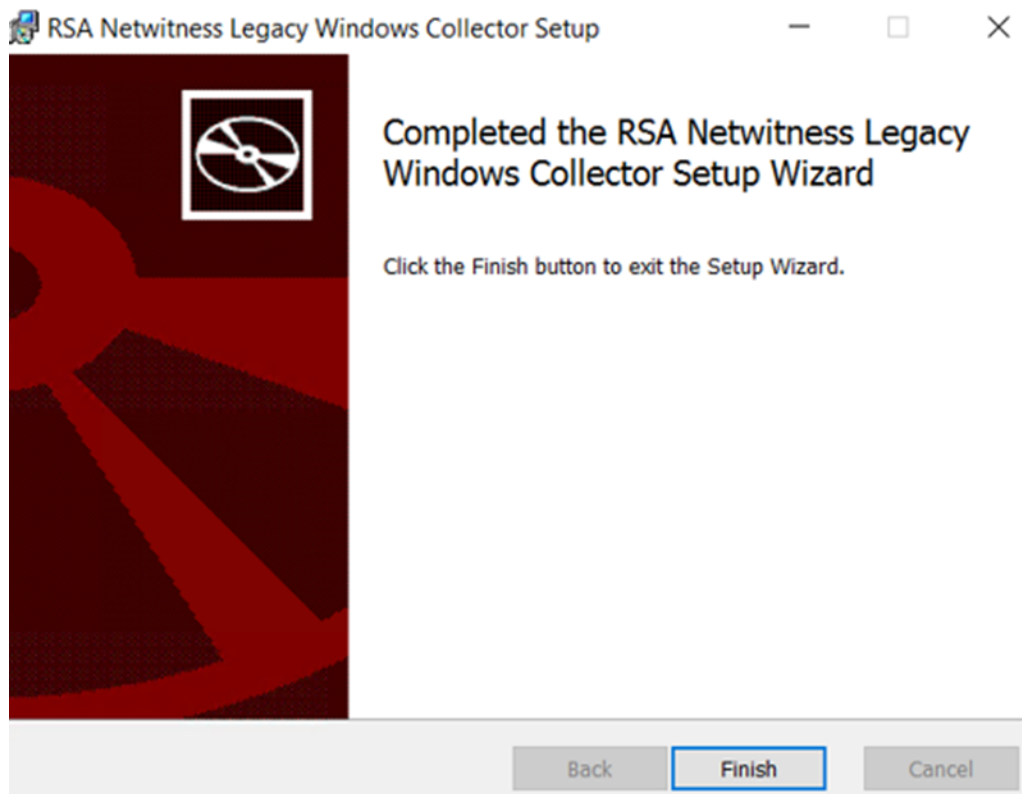 RSA Netwitness Legacy Windows Collector Setup
Completed the RSA Netwitness Legacy
Windows Collector Setup Wizard
Click the Finish button to exit the Setup Wizard.
Back
Finish
Cancel